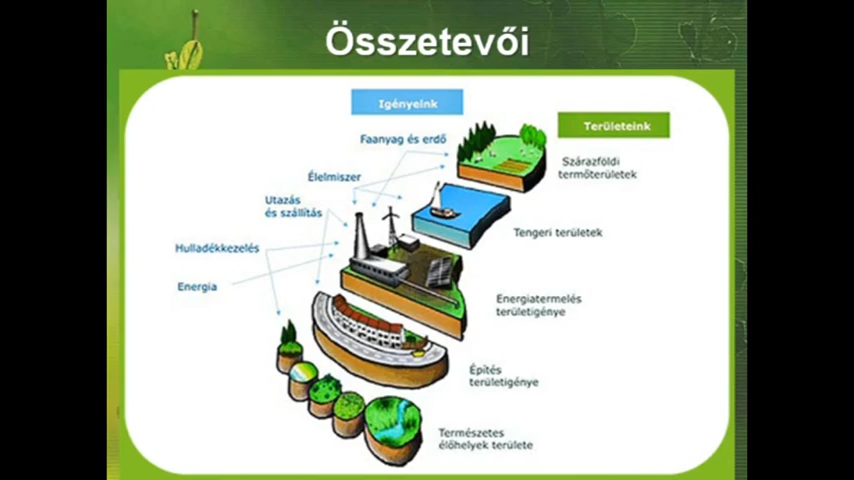 Összetevői
Igényeink
Területeink
Faanyag és erdő
Élelmiszer
Utazás
és szállítás
Hulladékkezelés
Energia
Szárazföldi
termőterületek
Tengeri területek
Energiatermelés
területigénye
Építés
területigénye
Természetes
élőhelyek területe